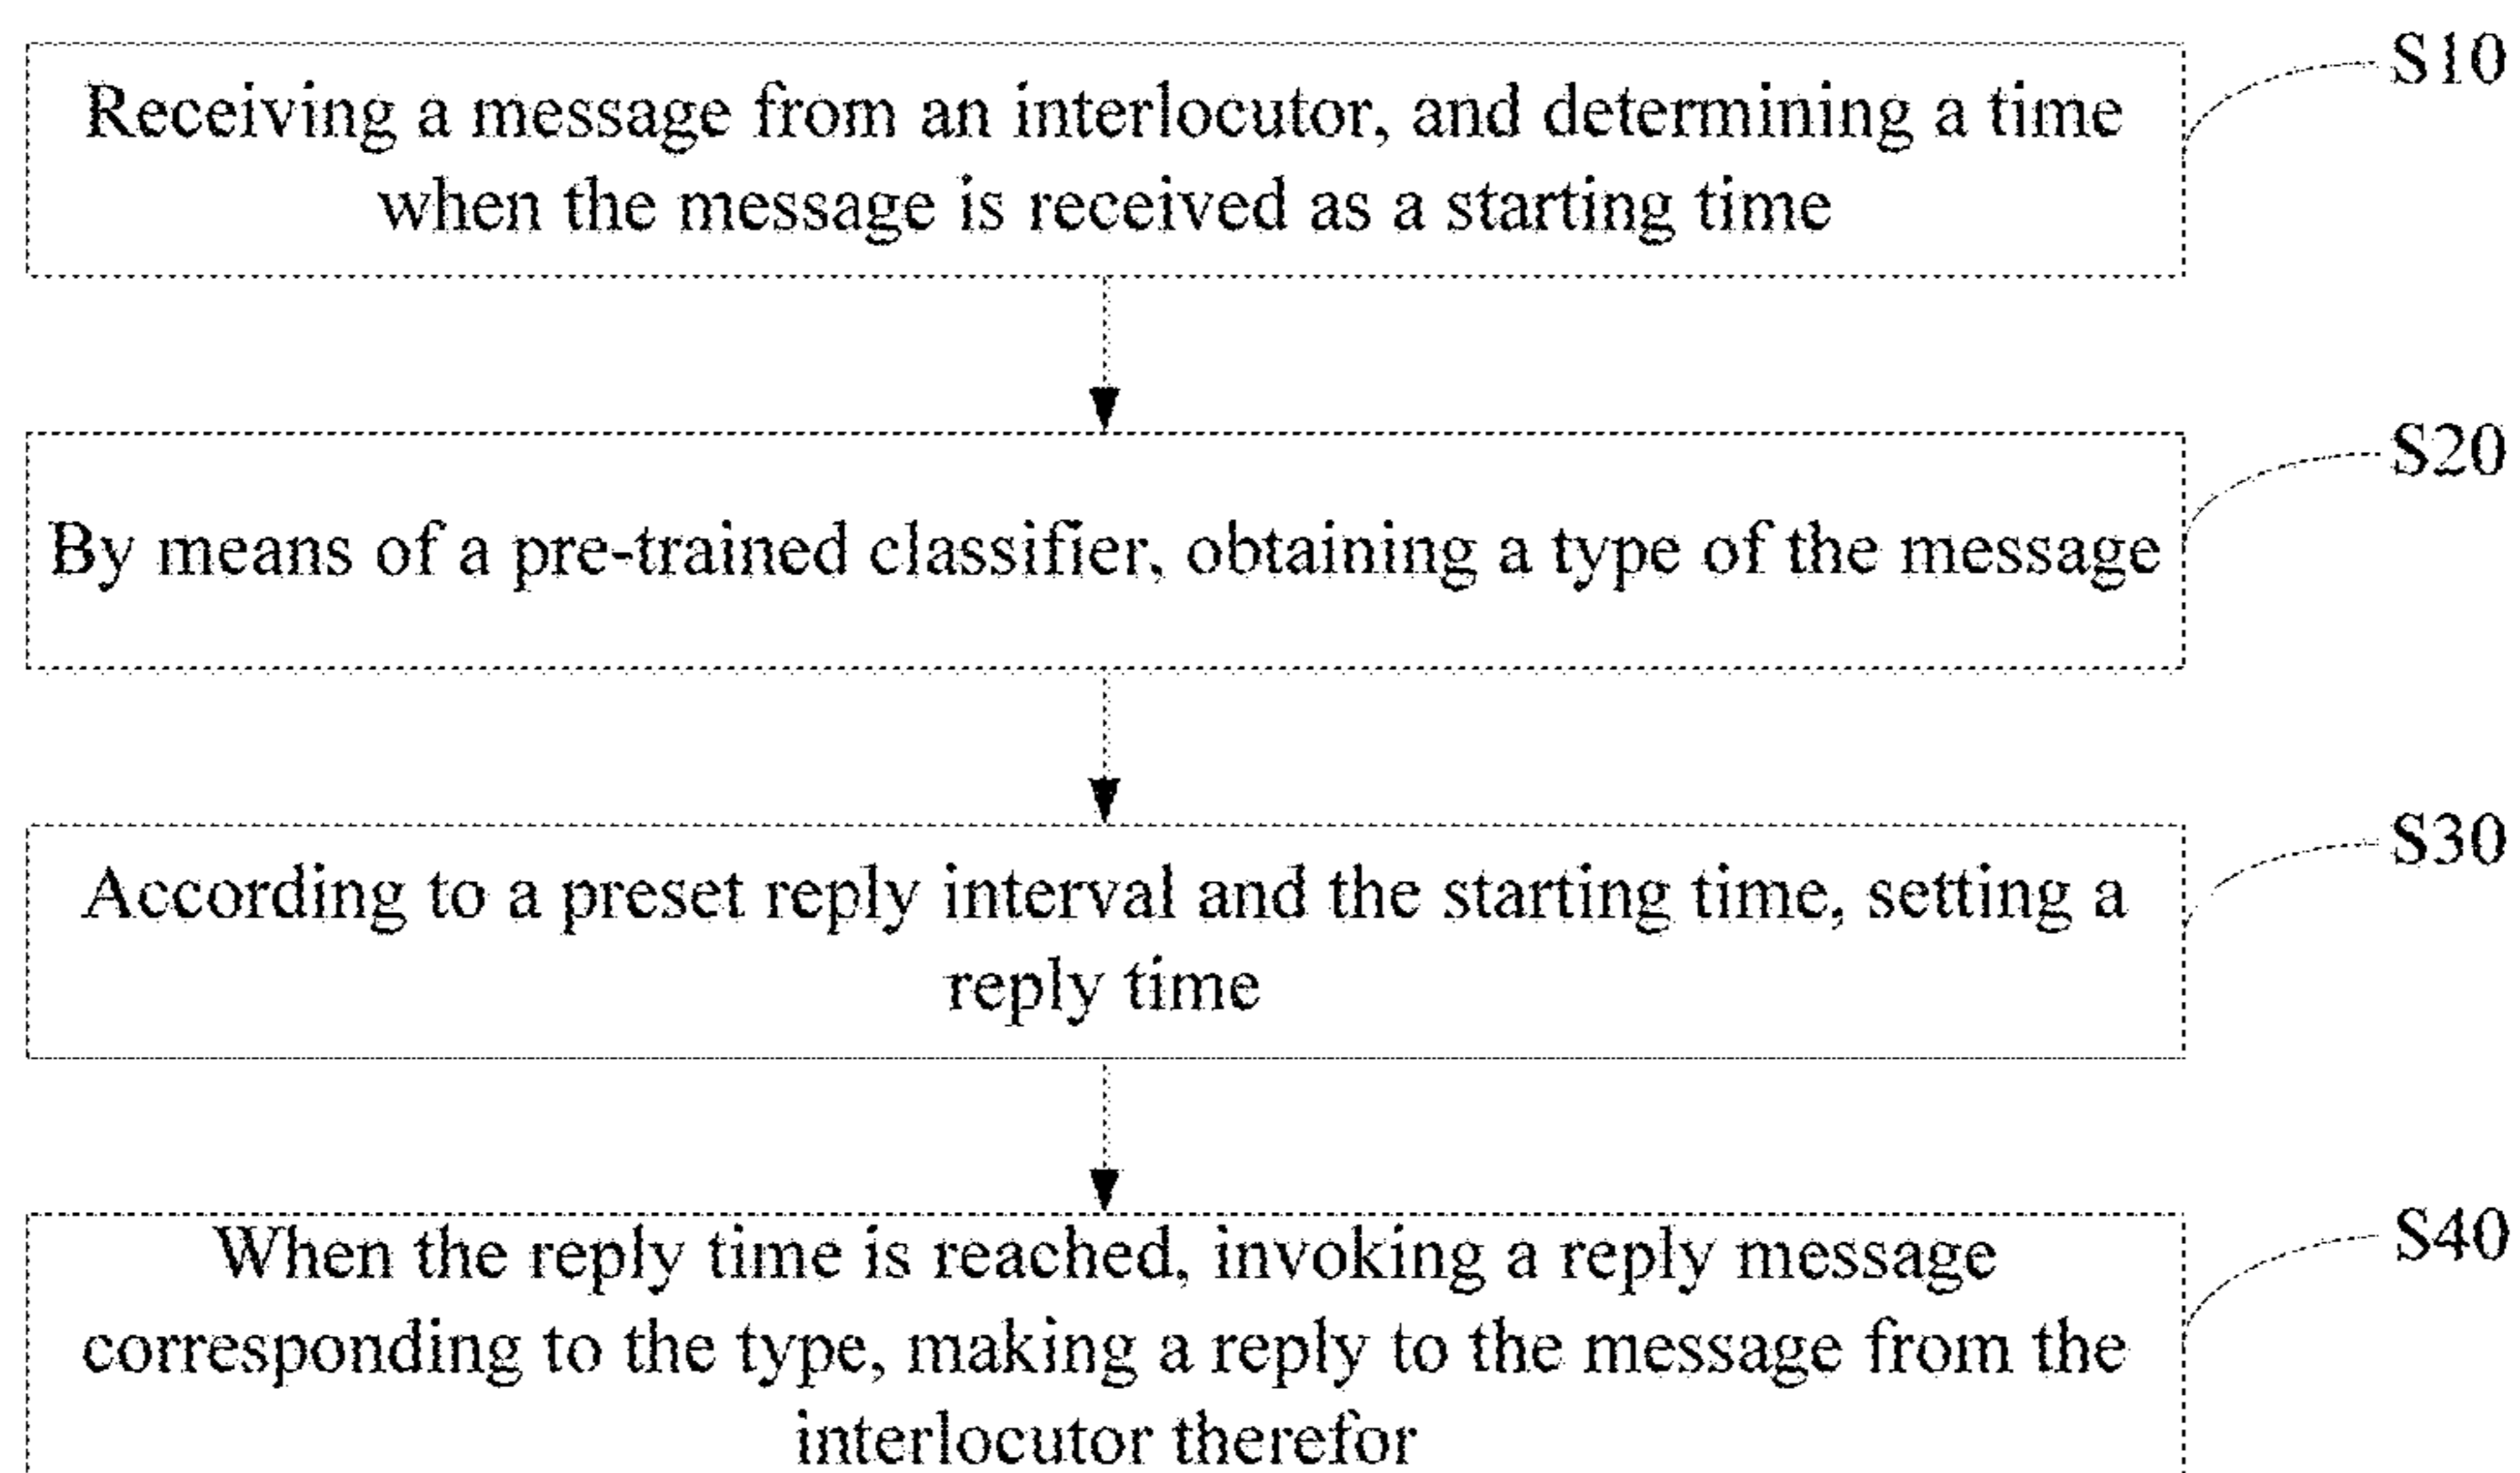 S10
Receiving a message from an interlocutor, and determining a time
when the message is received as a starting time
S20
By means of a pre-trained classifier, obtaining a type of the message
S30
According to a preset reply interval and the starting time, setting a
reply time
S40
When the reply time is reached, invoking a reply message
corresponding to the type, making a reply to the message from the
interlocutor therefor